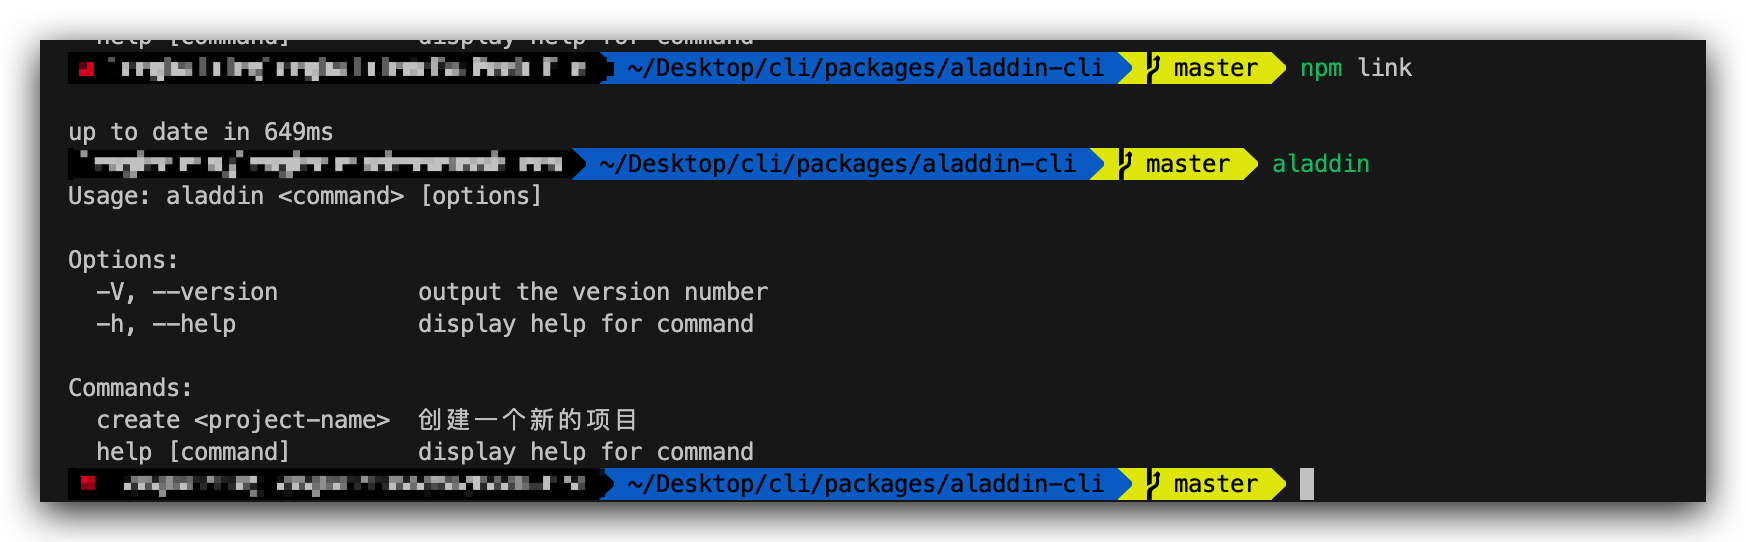 help [command]          display help for command
~/Desktop/cli/packages/aladdin-cli master npm link
up to date in 649ms
~/Desktop/cli/packages/aladdin-cli master aladdin
Usage: aladdin <command> [options]
Options:
-V, --version          output the version number
-h, --help             display help for command
Commands:
create <project-name>  创建一个新的项目
help [command]         display help for command
~/Desktop/cli/packages/aladdin-cli master